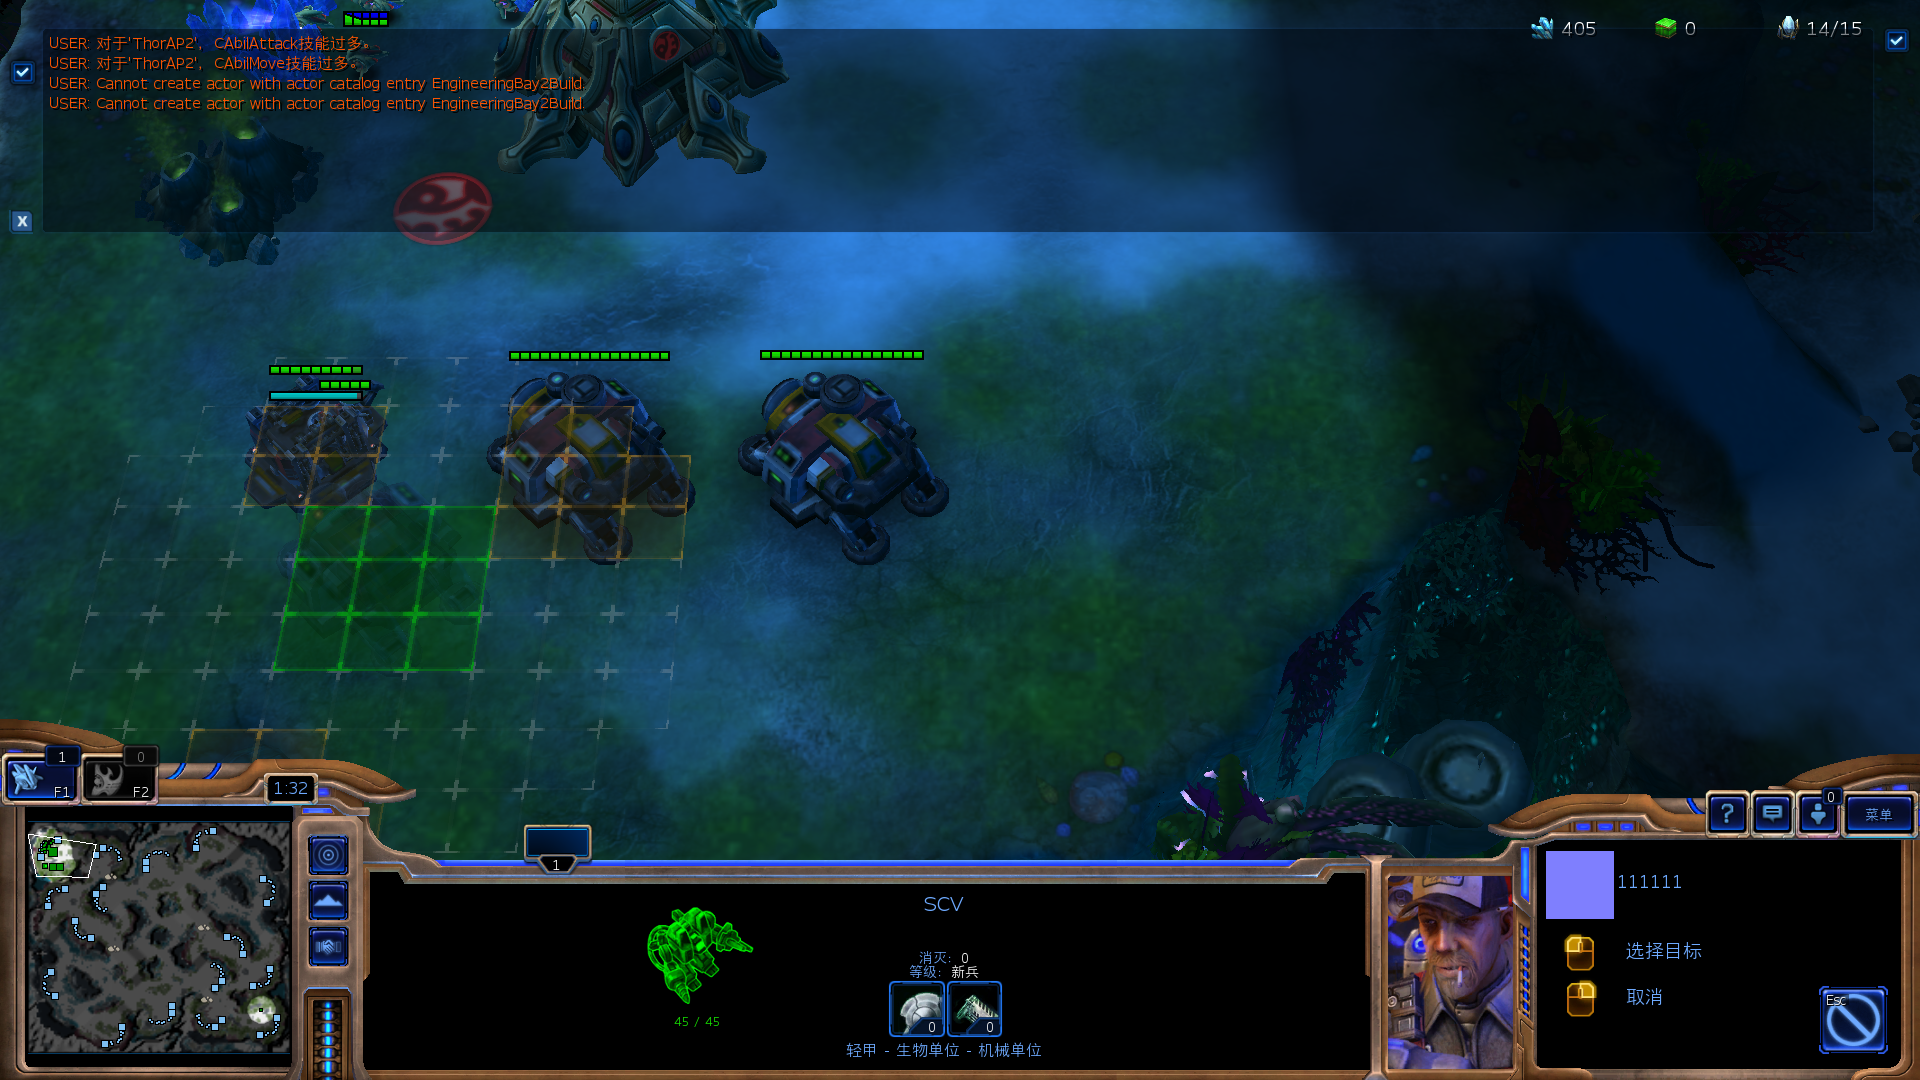 USER: 对于'ThorAP2'，CAbilAttack技能过多。
USER: 对于'ThorAP2'，CAbilMove技能过多。
USER: Cannot create actor with actor catalog entry EngineeringBay2Build.
USER: Cannot create actor with actor catalog entry EngineeringBay2Build.
405
0
14/15
X
1
0
F1
F2
1:32
1
?
0
菜单
SCV
消灭: 0
等级: 新兵
0
0
45 / 45
轻甲 - 生物单位 - 机械单位
111111
选择目标
取消
Esc